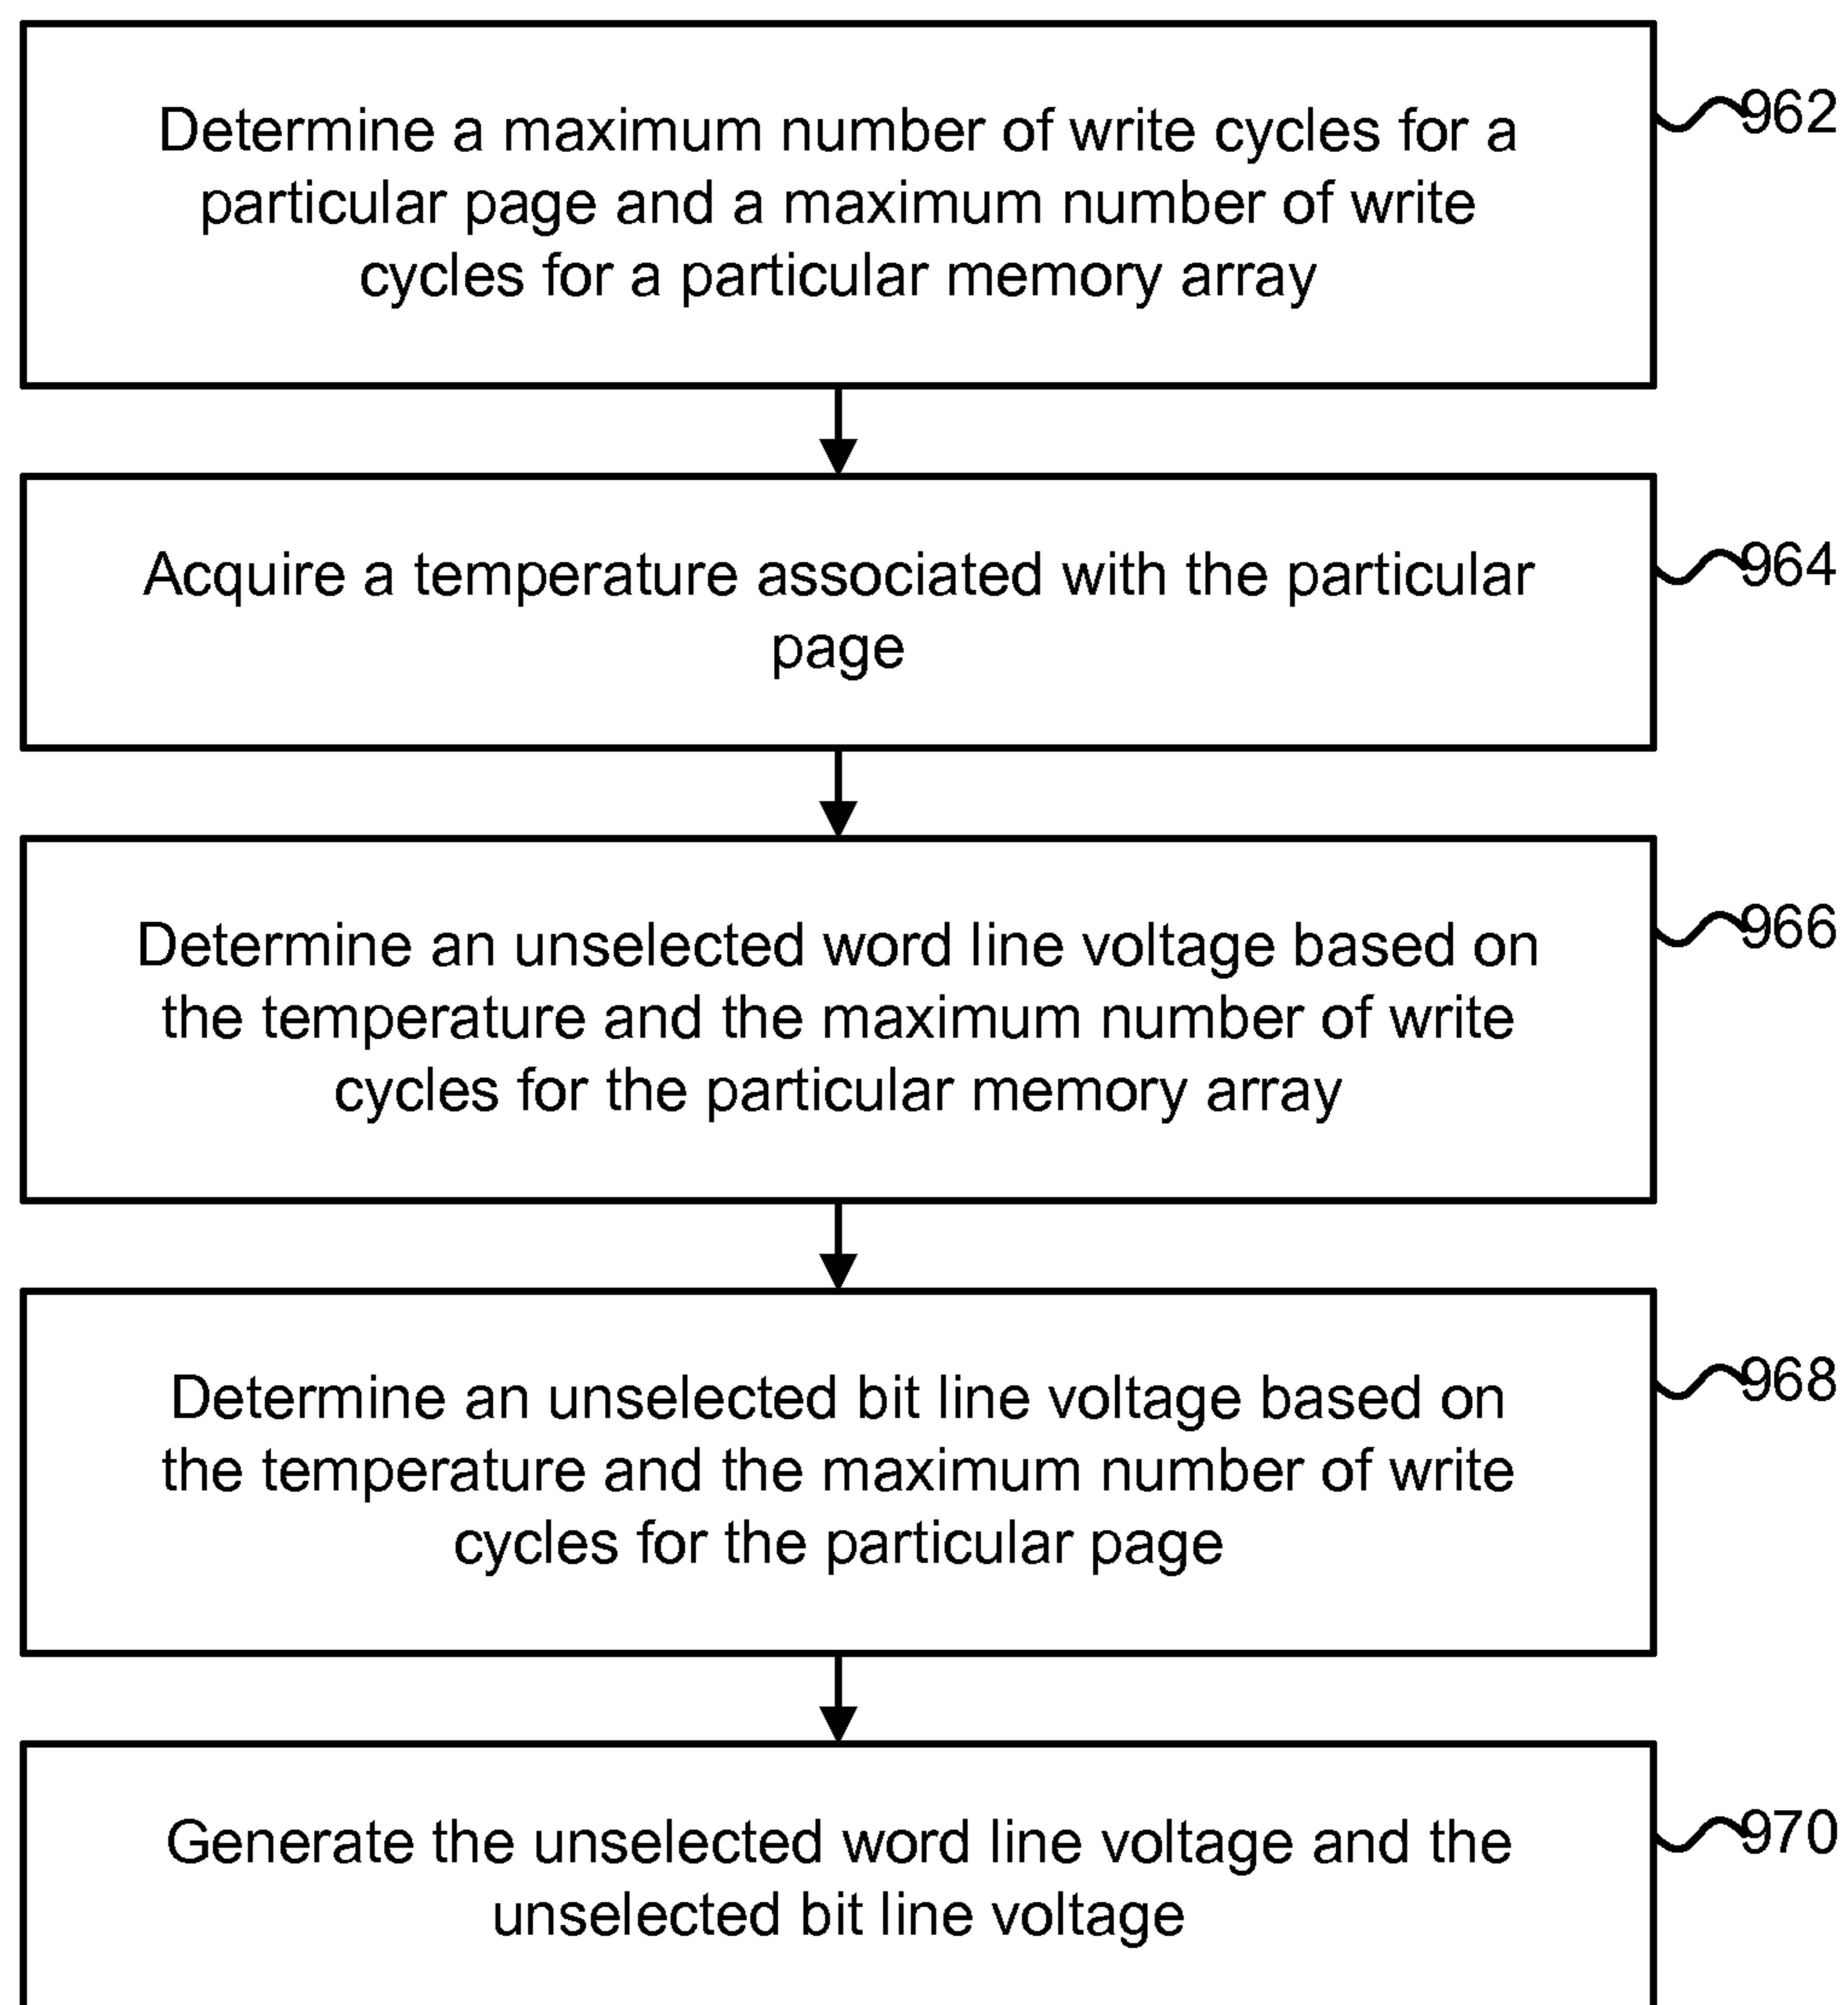 Determine a maximum number of write cycles for a
particular page and a maximum number of write
cycles for a particular memory array
962
Acquire a temperature associated with the particular
page
964
Determine an unselected word line voltage based on
the temperature and the maximum number of write
cycles for the particular memory array
966
Determine an unselected bit line voltage based on
the temperature and the maximum number of write
cycles for the particular page
968
Generate the unselected word line voltage and the
unselected bit line voltage
970